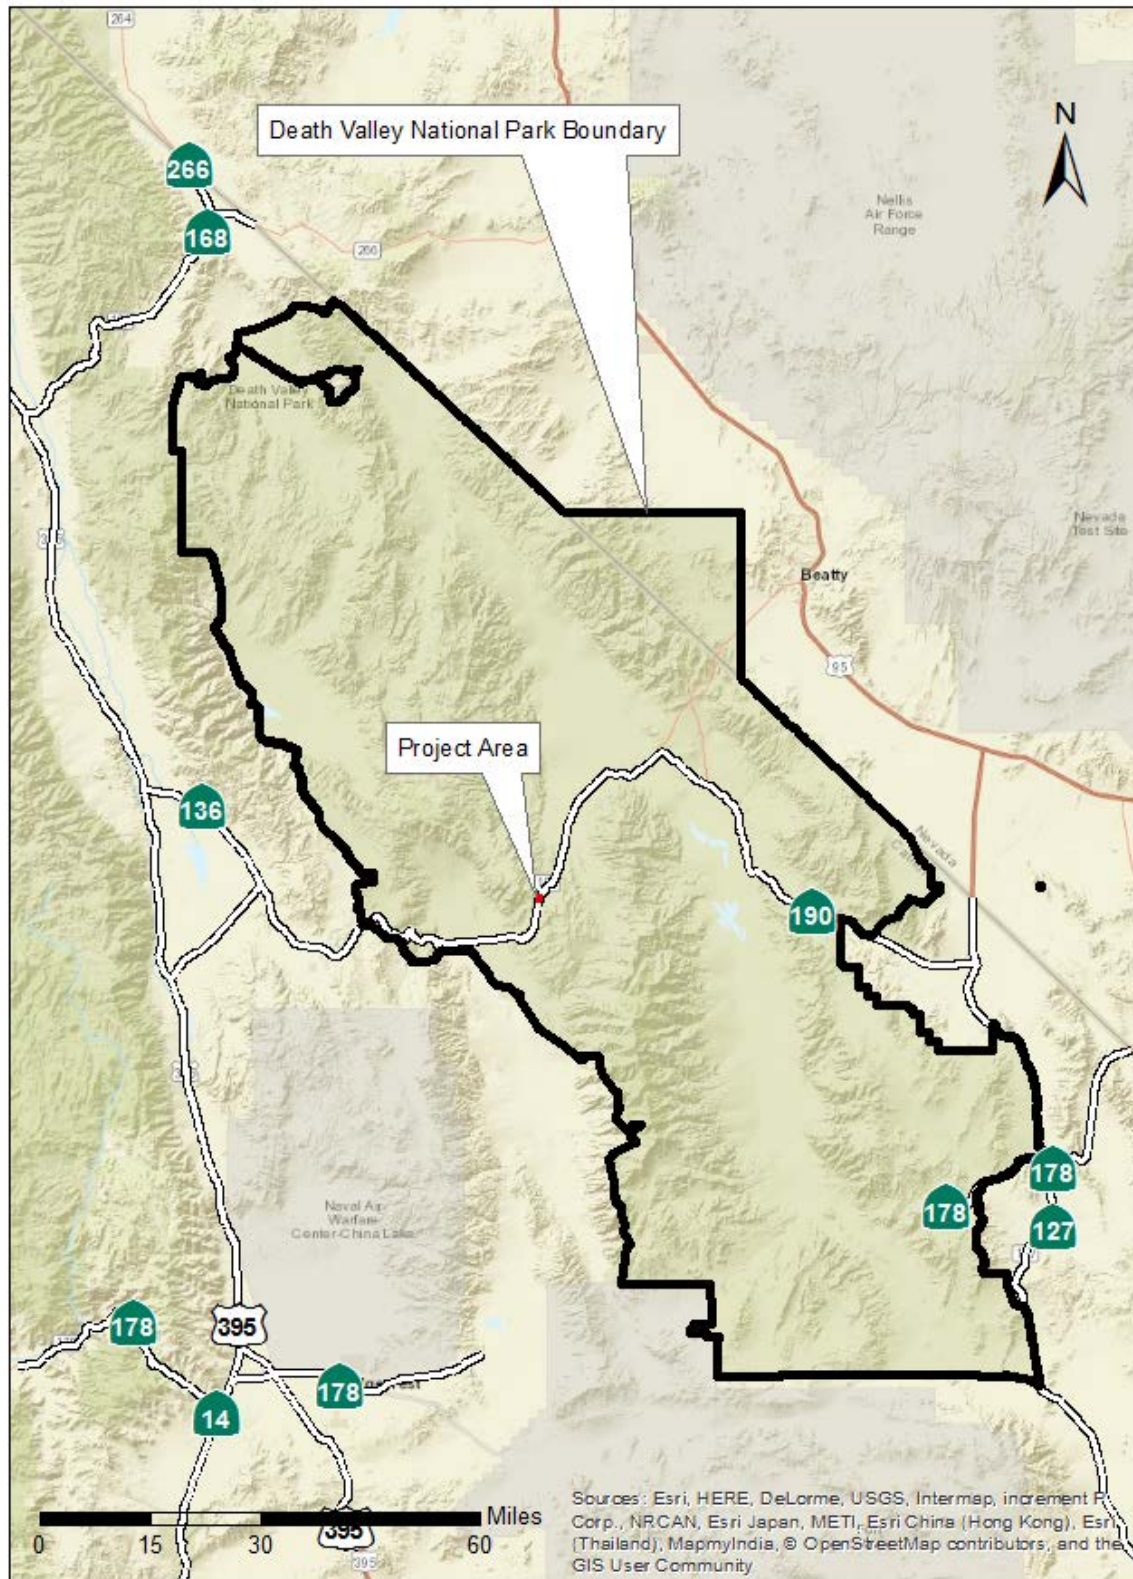 264
Death Valley National Park Boundary
N
266
Nellis
Air Force
Range
168
266
Death Valley
National Park
Nevada
Test Site
Beatty
95
Project Area
136
Nevada
190
178
178
Naval Air
Warfare
Center-China Lake
127
178
395
178
14
Miles
395
0 15 30 60
395
Sources: Esri, HERE, DeLorme, USGS, Intermap, increment P
Corp., NRCAN, Esri Japan, METI, Esri China (Hong Kong), Esri
(Thailand), MapmyIndia, © OpenStreetMap contributors, and the
GIS User Community